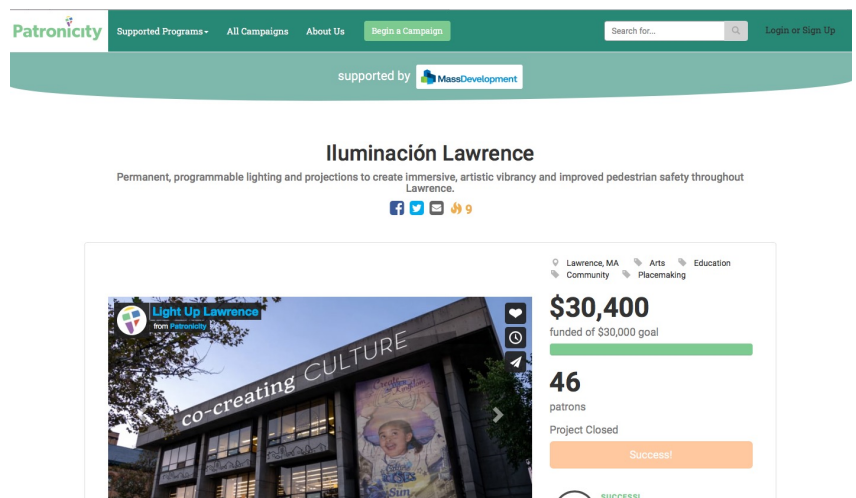 Patronicity
Supported Programs
All Campaigns
About Us
Begin a Campaign
Search for...
Login or Sign Up
supported by MassDevelopment
Iluminación Lawrence
Permanent, programmable lighting and projections to create immersive, artistic vibrancy and improved pedestrian safety throughout
Lawrence.
9
Lawrence, MA Arts Education
Community Placemaking
Light Up Lawrence
from Patronicity
co-creating CULTURE
$30,400
funded of $30,000 goal
46
patrons
Project Closed
Success!
SUCCESS!